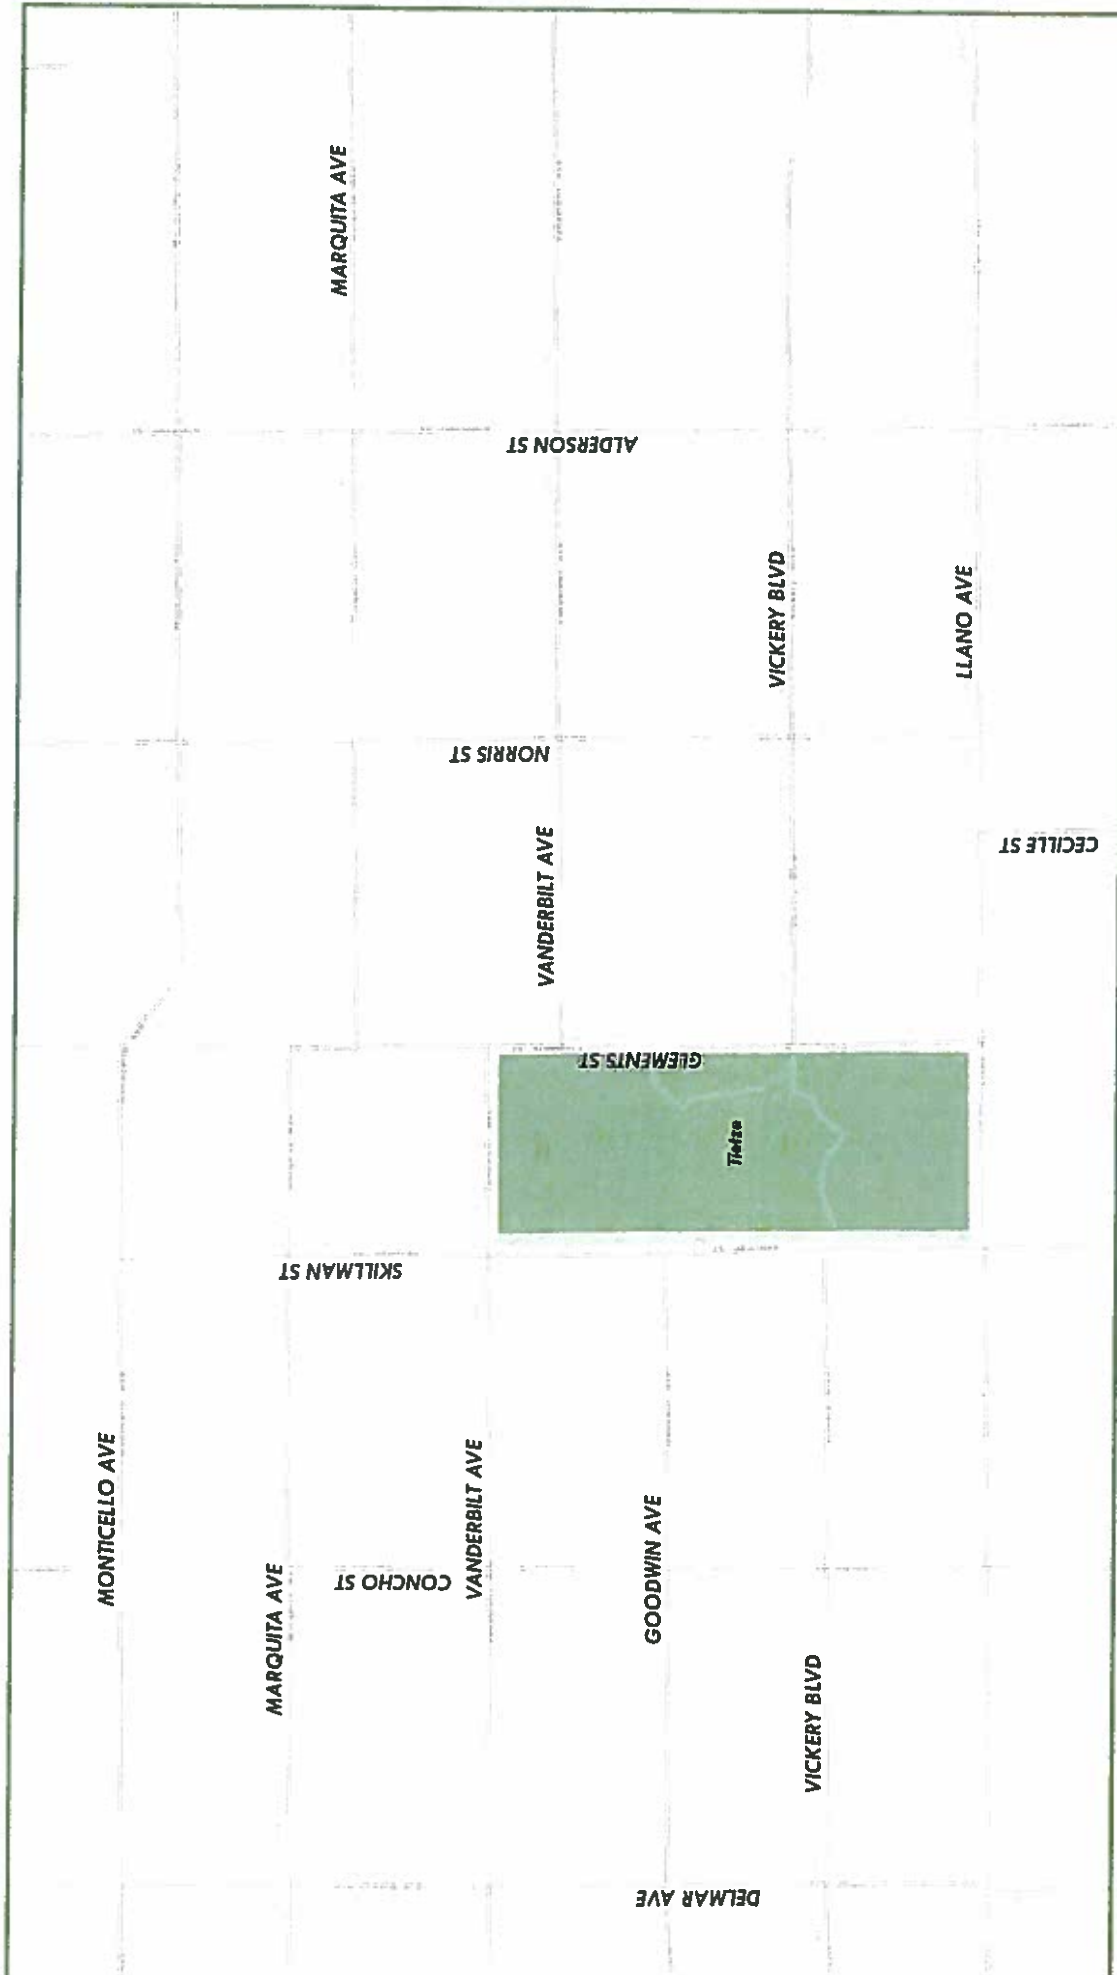 MARQUITA AVE
ALDERSON ST
VICKERY BLVD
LLANO AVE
NORRIS ST
VANDERBILT AVE
CECILLE ST
CLEMENTS ST
Tietze
SKILLMAN ST
MONTICELLO AVE
VANDERBILT AVE
CONCHO ST
GOODWIN AVE
MARQUITA AVE
VICKERY BLVD
DELMAR AVE